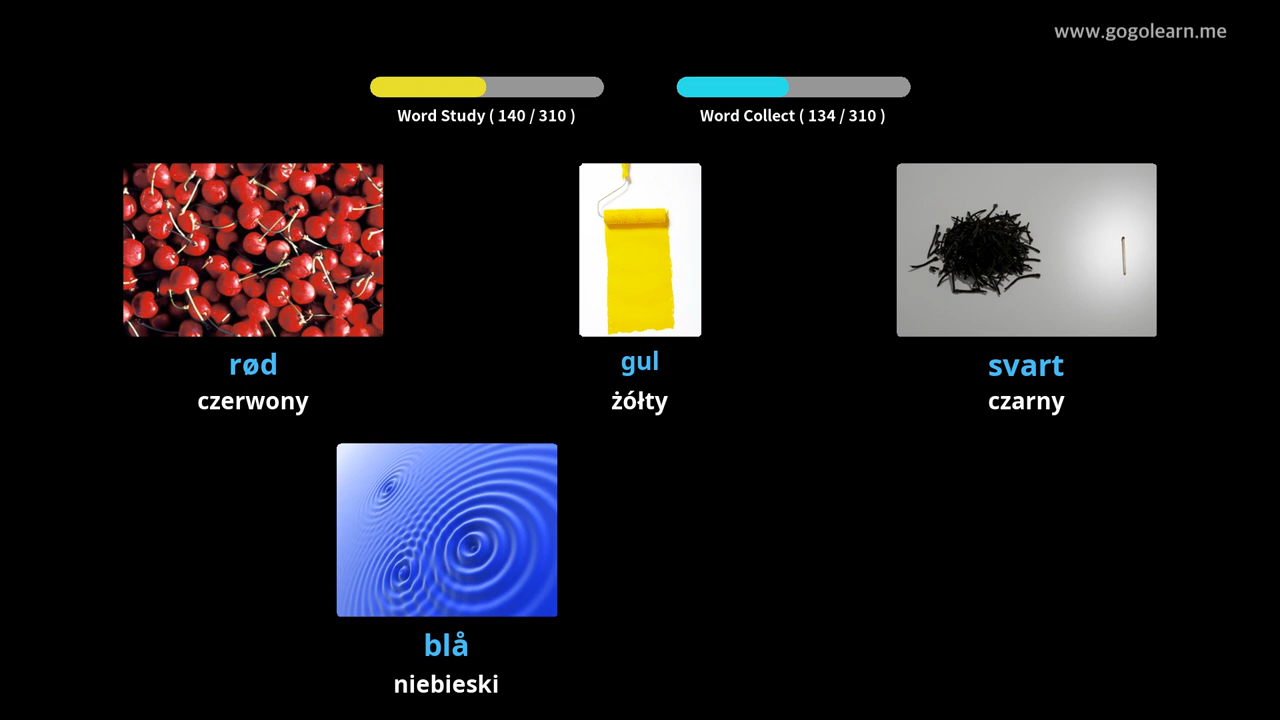 www.gogolearn.me
Word Study ( 140 / 310 )
Word Collect ( 134 / 310 )
rød
czerwony
gul
żółty
svart
czarny
blå
niebieski